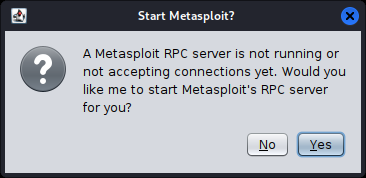 Start Metasploit?
A Metasploit RPC server is not running or
not accepting connections yet. Would you
like me to start Metasploit's RPC server
for you?
No
Yes